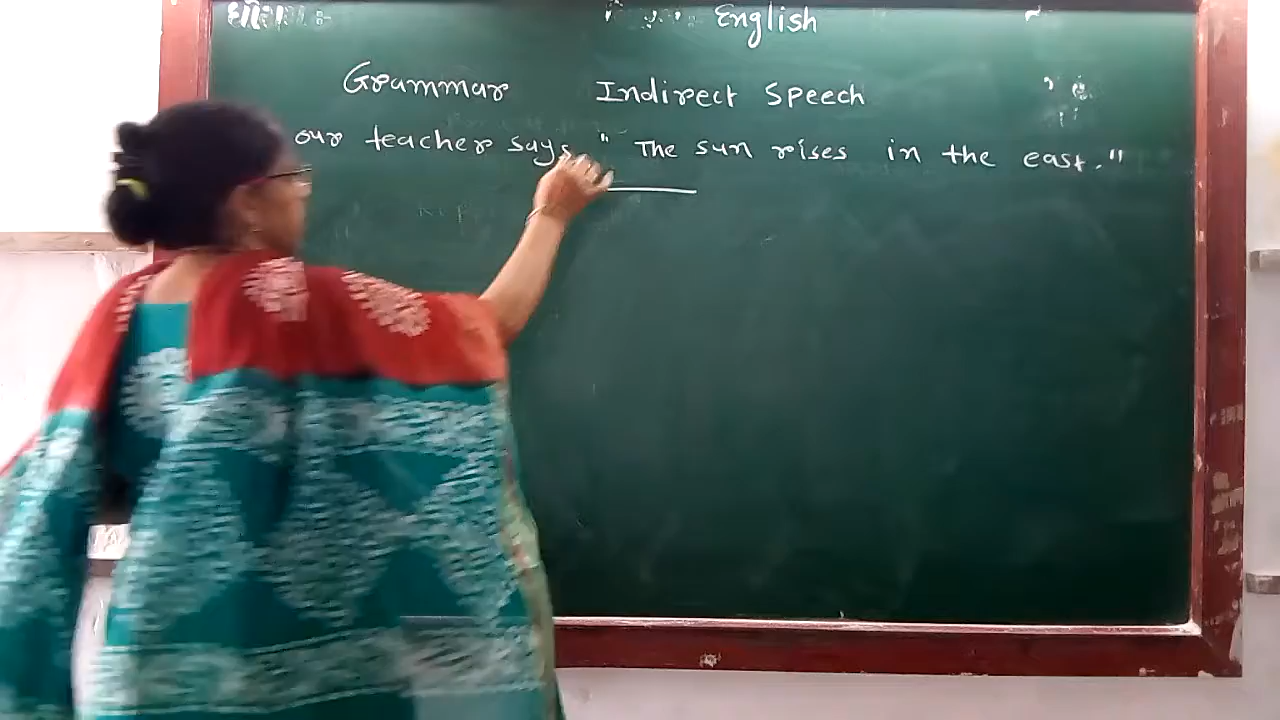 English
Grammar Indirect Speech
our teacher says " The sun rises in the east."